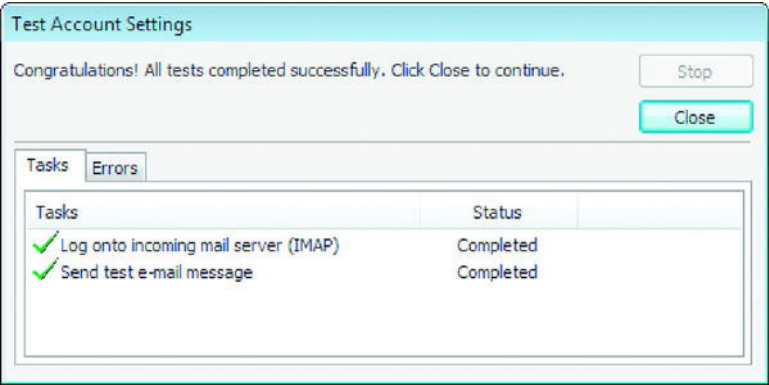 Test Account Settings
Congratulations! All tests completed successfully. Click Close to continue.
Stop
Close
Tasks Errors
Tasks Status
Log onto incoming mail server (IMAP) Completed
Send test e-mail message Completed